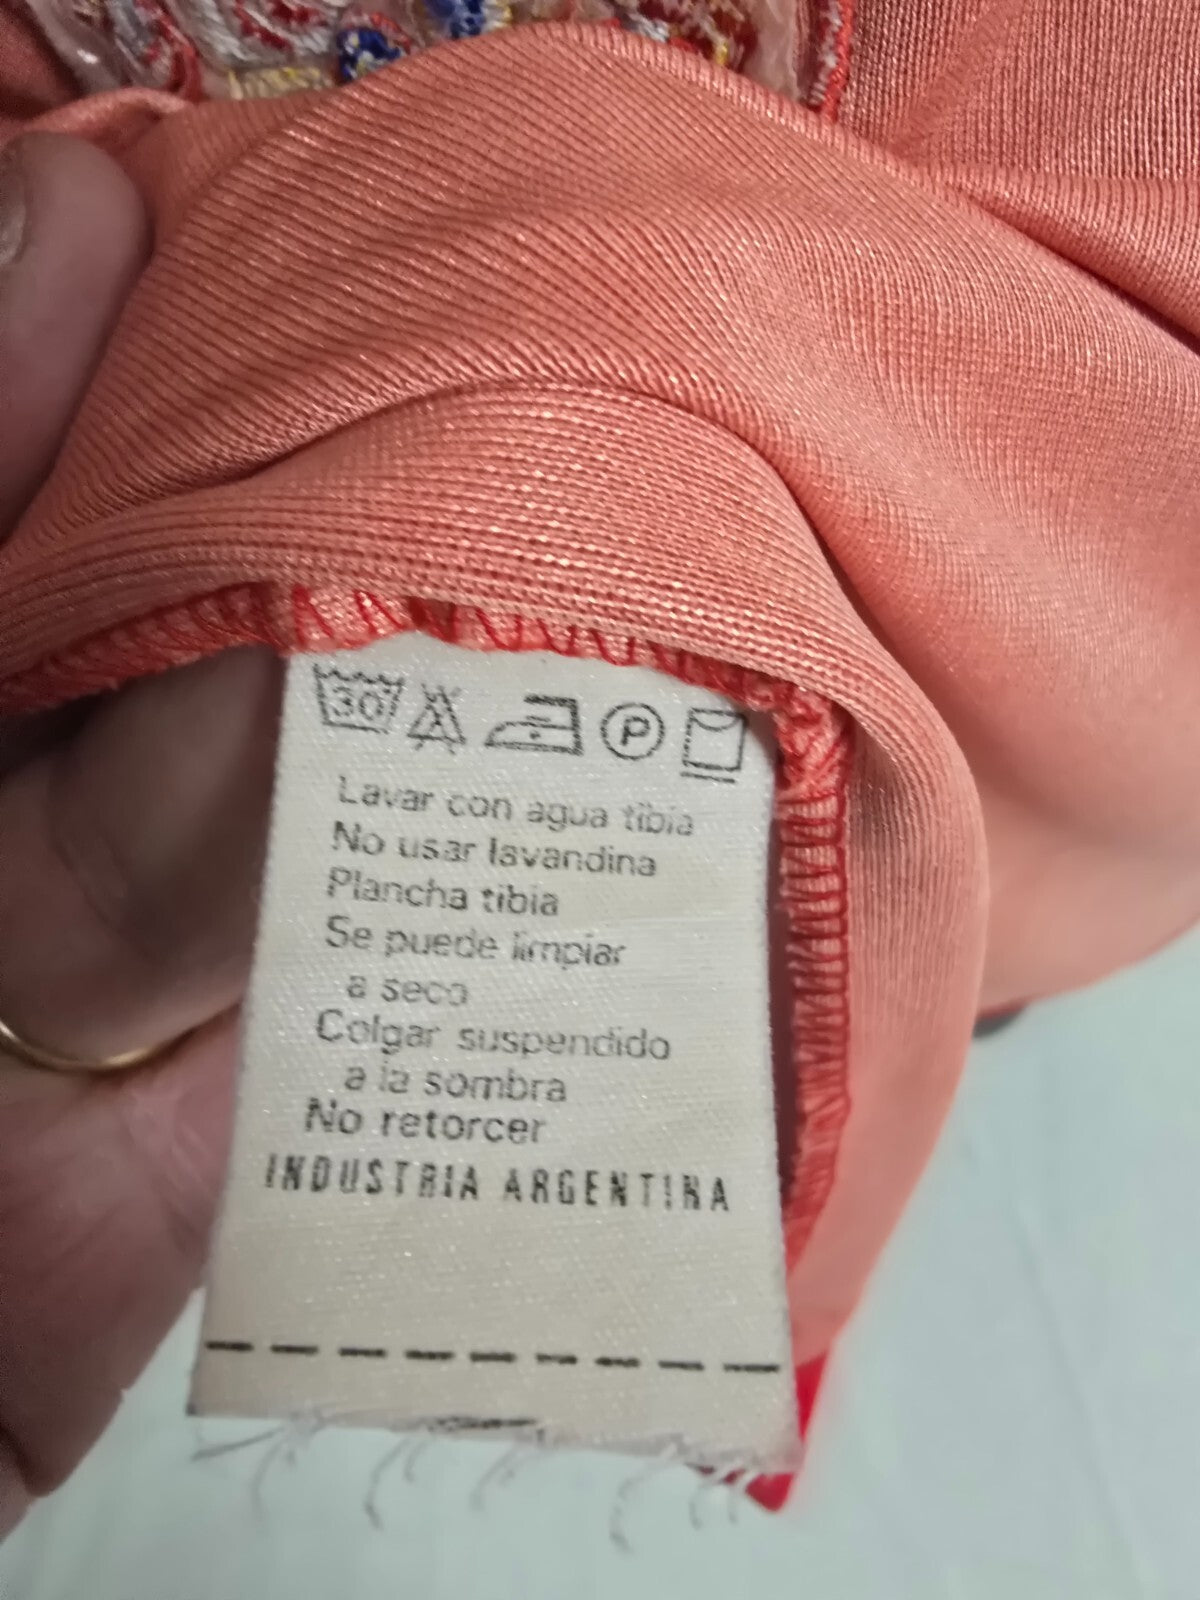 30
P
Lavar con agua tibia
No usar lavandina
Plancha tibia
Se puede limpiar
a seco
Colgar suspendido
a la sombra
No retorcer
INDUSTRIA ARGENTINA